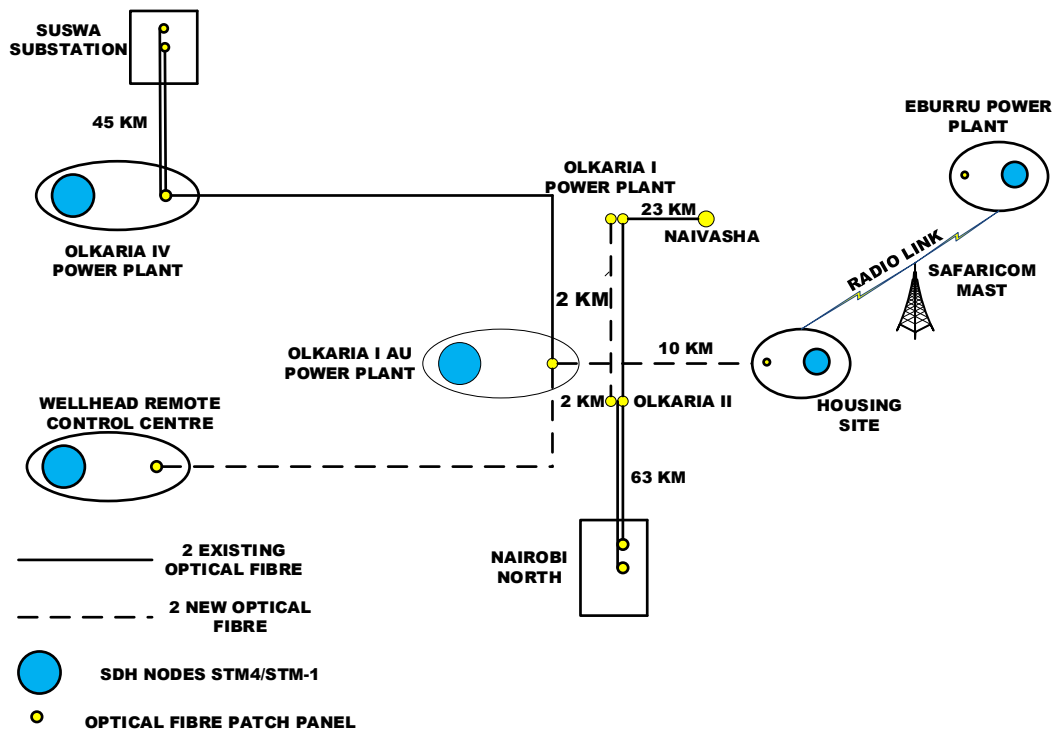 SUSWA
SUBSTATION
45 KM
EBURRU POWER
PLANT
OLKARIA I
POWER PLANT
23 KM
NAIVASHA
OLKARIA IV
POWER PLANT
RADIO LINK
SAFARICOM
MAST
2 KM
OLKARIA I AU
POWER PLANT
10 KM
WELLHEAD REMOTE
CONTROL CENTRE
2 KM
OLKARIA II
HOUSING
SITE
63 KM
NAIROBI
NORTH
2 EXISTING
OPTICAL FIBRE
2 NEW OPTICAL
FIBRE
SDH NODES STM4/STM-1
OPTICAL FIBRE PATCH PANEL